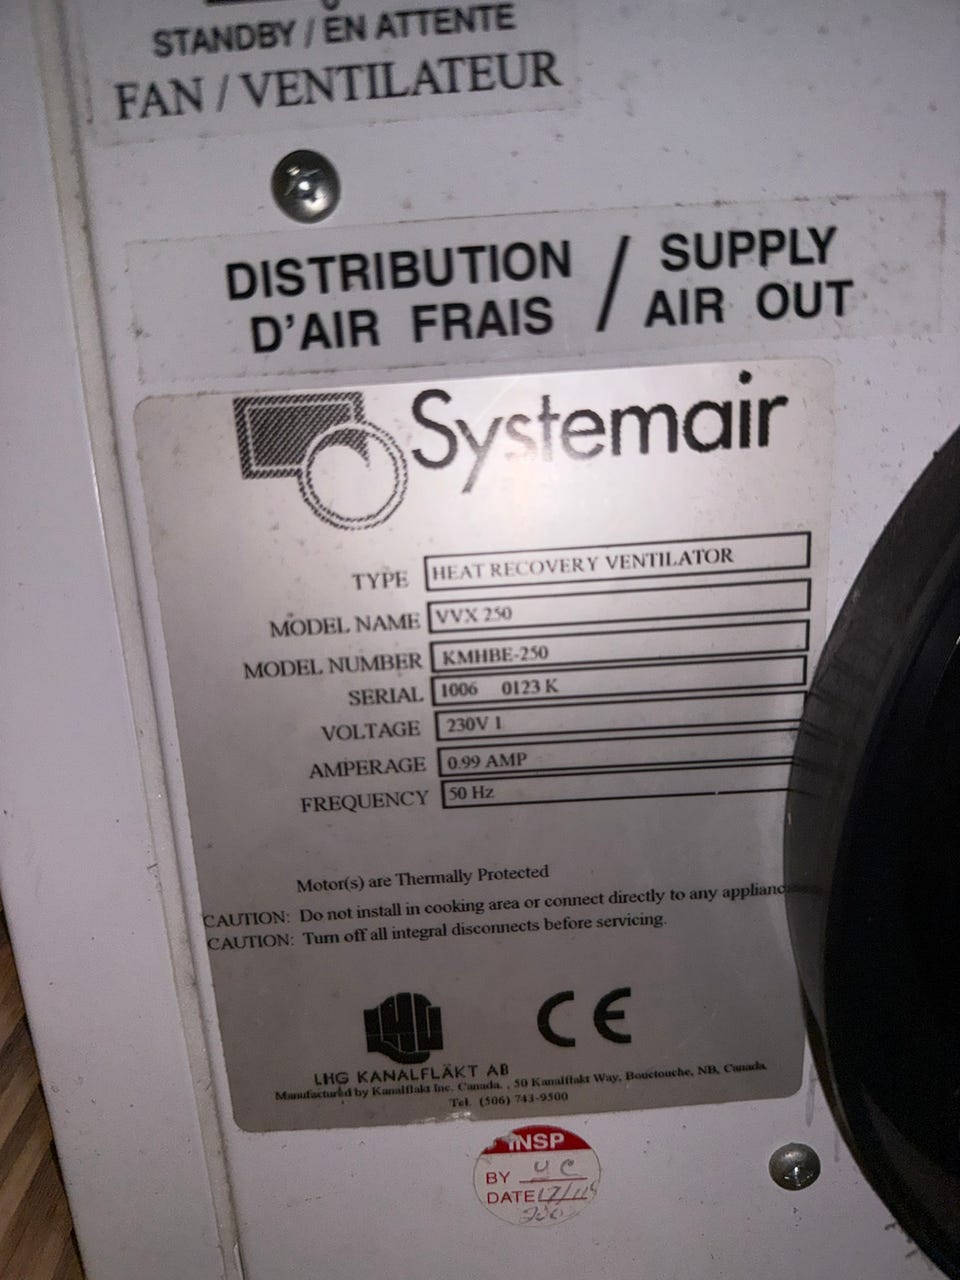 STANDBY / EN ATTENTE
FAN / VENTILATEUR
DISTRIBUTION D'AIR FRAIS / SUPPLY AIR OUT
Systemair
TYPE HEAT RECOVERY VENTILATOR
MODEL NAME VVX 250
MODEL NUMBER KMHBE-250
SERIAL 1006 0123 K
VOLTAGE 230V 1
AMPERAGE 0.99 AMP
FREQUENCY 50 Hz
Motor(s) are Thermally Protected
CAUTION: Do not install in cooking area or connect directly to any applianc
CAUTION: Turn off all integral disconnects before servicing.
LHG CE
LHG KANALFLÄKT AB
Manufactured by Kanalflakt Inc. Canada. , 50 Kanalflakt Way, Bouctouche, NB, Canada.
Tel. (506) 743-9500
INSP
BY YC
DATE